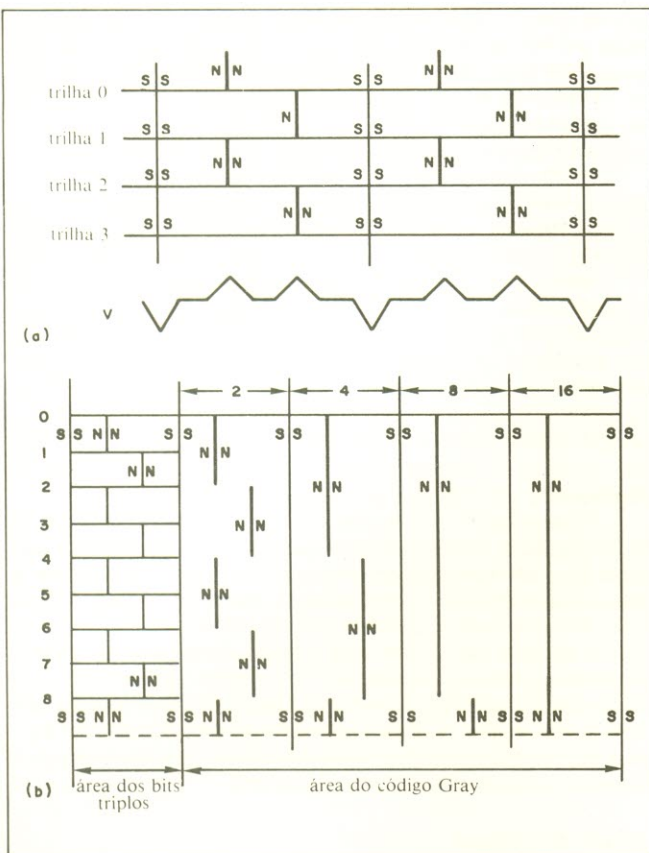 S S N N S S N N S S
trilha 0
S S N S S N N S S
trilha 1
S S N N S S N N S S
trilha 2
S S N N S S N N S S
trilha 3
V
(a)
2 4 8 16
0
S S N N S S S S S S S S S
1
N N
N N
2
N N N N N N
3
N N
4
5
N N
6
N N
7
N N
N N
8
S S N N S S N N S S N N S S N N S S N N S S
(b)
área dos bits
triplos
área do código Gray